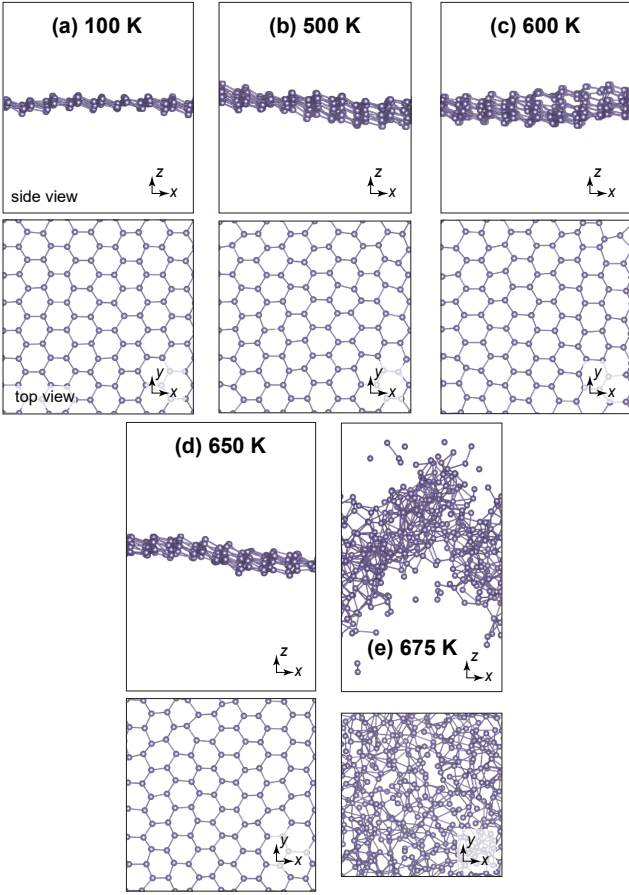 (a) 100 K
(b) 500 K
(c) 600 K
z
x
side view
z
x
z
x
y
x
top view
y
x
y
x
(d) 650 K
z
x
(e) 675 K
z
x
y
x
y
x